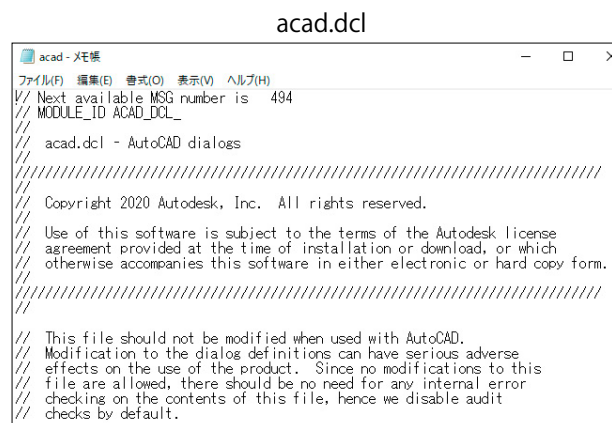 acad.dcl
acad - メモ帳
ファイル(F) 編集(E) 書式(O) 表示(V) ヘルプ(H)
// Next available MSG number is   494
// MODULE_ID ACAD_DCL_
//
//  acad.dcl - AutoCAD dialogs
//
//////////////////////////////////////////////////////////////////////////////
//
//  Copyright 2020 Autodesk, Inc.  All rights reserved.
//
//  Use of this software is subject to the terms of the Autodesk license
//  agreement provided at the time of installation or download, or which
//  otherwise accompanies this software in either electronic or hard copy form.
//
//////////////////////////////////////////////////////////////////////////////
//
//  This file should not be modified when used with AutoCAD.
//  Modification to the dialog definitions can have serious adverse
//  effects on the use of the product.  Since no modifications to this
//  file are allowed, there should be no need for any internal error
//  checking on the contents of this file, hence we disable audit
//  checks by default.